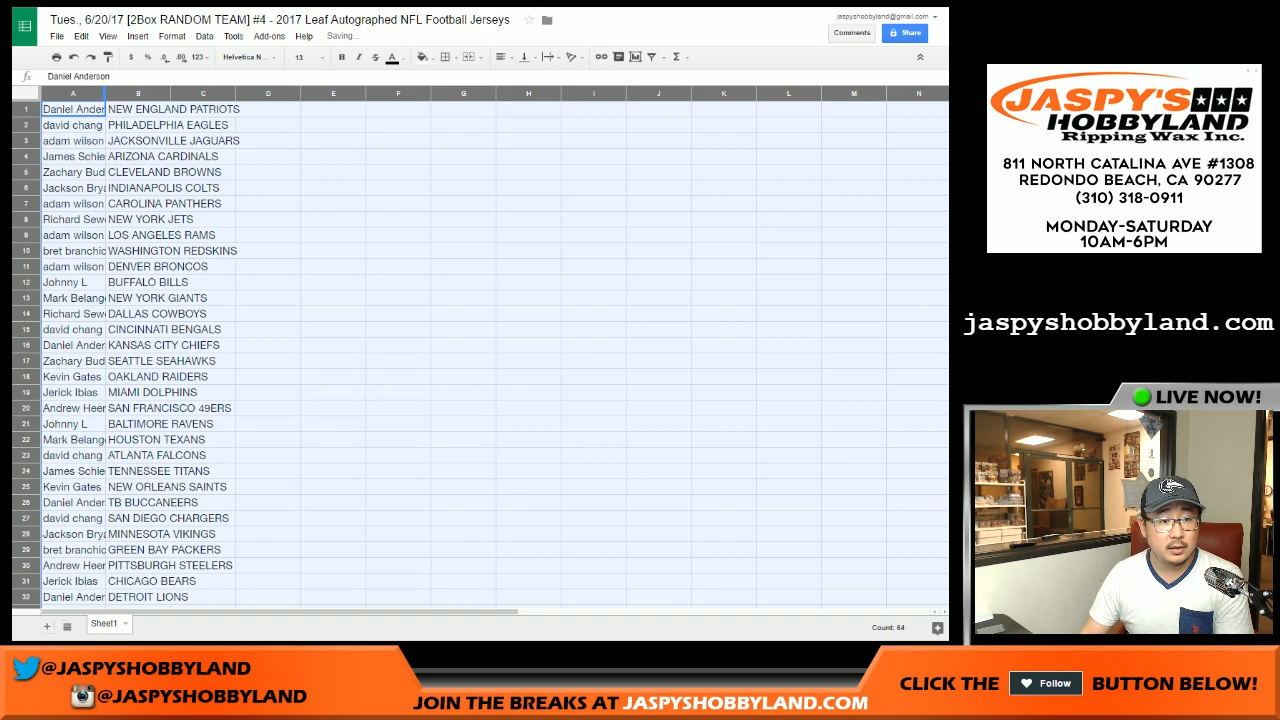 Tues., 6/20/17 [2Box RANDOM TEAM] #4 - 2017 Leaf Autographed NFL Football Jerseys
jaspyshobbyland@gmail.com
File Edit View Insert Format Data Tools Add-ons Help Saving...
Comments Share
$ % .0 .00 123 Helvetica N... 13 B I S A
fx Daniel Anderson
A B C D E F G H I J K L M N
1 Daniel Ander NEW ENGLAND PATRIOTS
2 david chang PHILADELPHIA EAGLES
3 adam wilson JACKSONVILLE JAGUARS
4 James Schie ARIZONA CARDINALS
5 Zachary Bud CLEVELAND BROWNS
6 Jackson Brya INDIANAPOLIS COLTS
7 adam wilson CAROLINA PANTHERS
8 Richard Sewe NEW YORK JETS
9 adam wilson LOS ANGELES RAMS
10 bret branchic WASHINGTON REDSKINS
11 adam wilson DENVER BRONCOS
12 Johnny L BUFFALO BILLS
13 Mark Belang NEW YORK GIANTS
14 Richard Sewe DALLAS COWBOYS
15 david chang CINCINNATI BENGALS
16 Daniel Ander KANSAS CITY CHIEFS
17 Zachary Bud SEATTLE SEAHAWKS
18 Kevin Gates OAKLAND RAIDERS
19 Jerick Ibias MIAMI DOLPHINS
20 Andrew Heer SAN FRANCISCO 49ERS
21 Johnny L BALTIMORE RAVENS
22 Mark Belang HOUSTON TEXANS
23 david chang ATLANTA FALCONS
24 James Schie TENNESSEE TITANS
25 Kevin Gates NEW ORLEANS SAINTS
26 Daniel Ander TB BUCCANEERS
27 david chang SAN DIEGO CHARGERS
28 Jackson Brya MINNESOTA VIKINGS
29 bret branchic GREEN BAY PACKERS
30 Andrew Heer PITTSBURGH STEELERS
31 Jerick Ibias CHICAGO BEARS
32 Daniel Ander DETROIT LIONS
Sheet1
Count: 64
JASPY'S
HOBBYLAND
Ripping Wax Inc.
811 NORTH CATALINA AVE #1308
REDONDO BEACH, CA 90277
(310) 318-0911
MONDAY-SATURDAY
10AM-6PM
jaspyshobbyland.com
LIVE NOW!
@JASPYSHOBBYLAND
@JASPYSHOBBYLAND
JOIN THE BREAKS AT JASPYSHOBBYLAND.COM
CLICK THE Follow BUTTON BELOW!